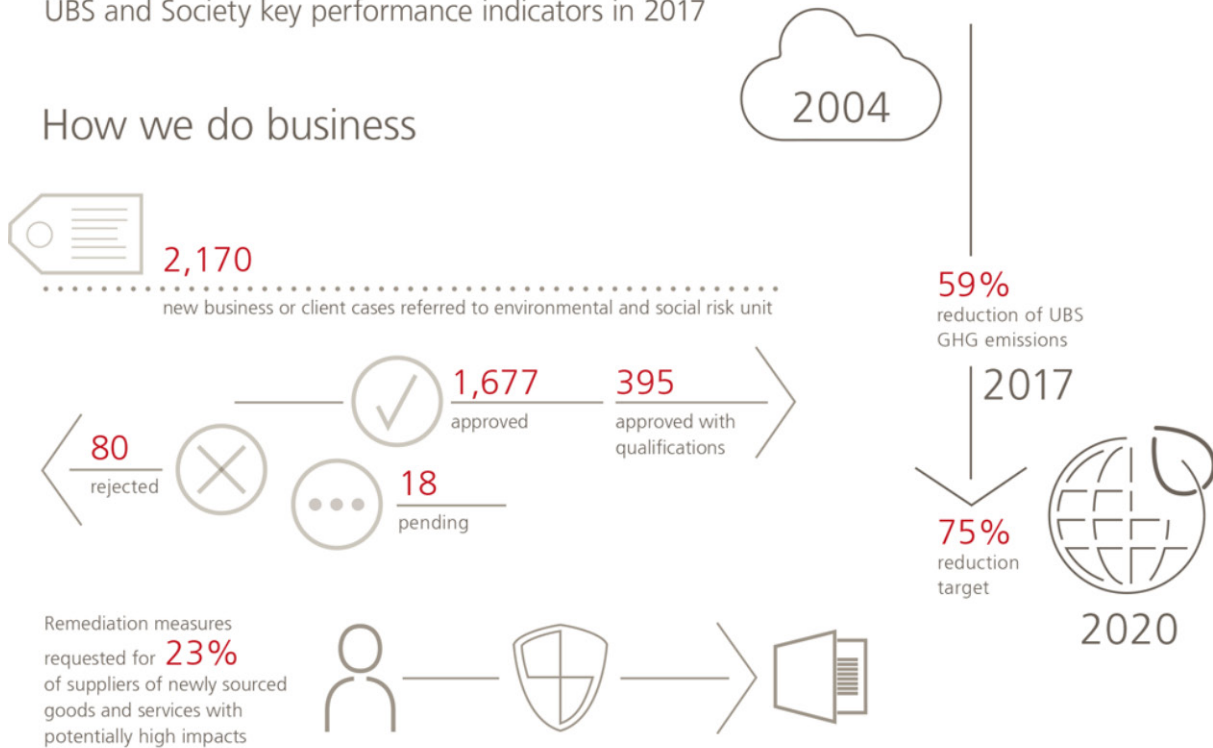 UBS and Society key performance indicators in 2017
How we do business
2004
2,170
new business or client cases referred to environmental and social risk unit
1,677
approved
395
approved with
qualifications
80
rejected
18
pending
59%
reduction of UBS
GHG emissions
2017
75%
reduction
target
2020
Remediation measures
requested for 23%
of suppliers of newly sourced
goods and services with
potentially high impacts